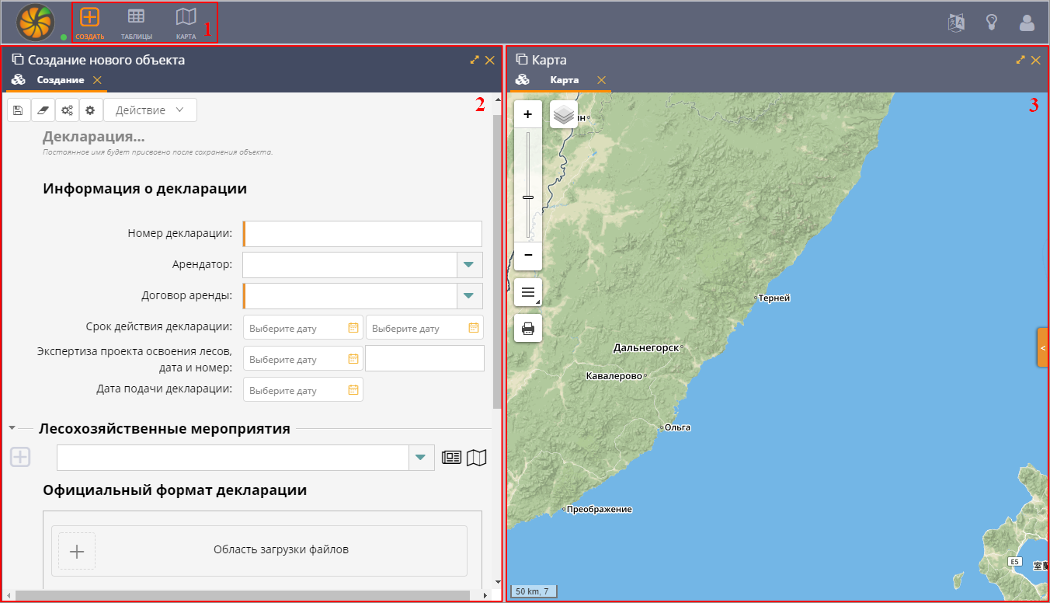 СОЗДАТЬ ТАБЛИЦЫ КАРТА 1
Создание нового объекта
Создание
2
Действие
Декларация...
Постоянное имя будет присвоено после сохранения объекта.
Информация о декларации
Номер декларации:
Арендатор:
Договор аренды:
Срок действия декларации: Выберите дату Выберите дату
Экспертиза проекта освоения лесов,
дата и номер: Выберите дату
Дата подачи декларации: Выберите дату
Лесохозяйственные мероприятия
Официальный формат декларации
+ Область загрузки файлов
Карта
Карта
3
+
ин
−
Терней
Дальнегорск
Кавалерово
Ольга
Преображение
<
E5
50 km, 7